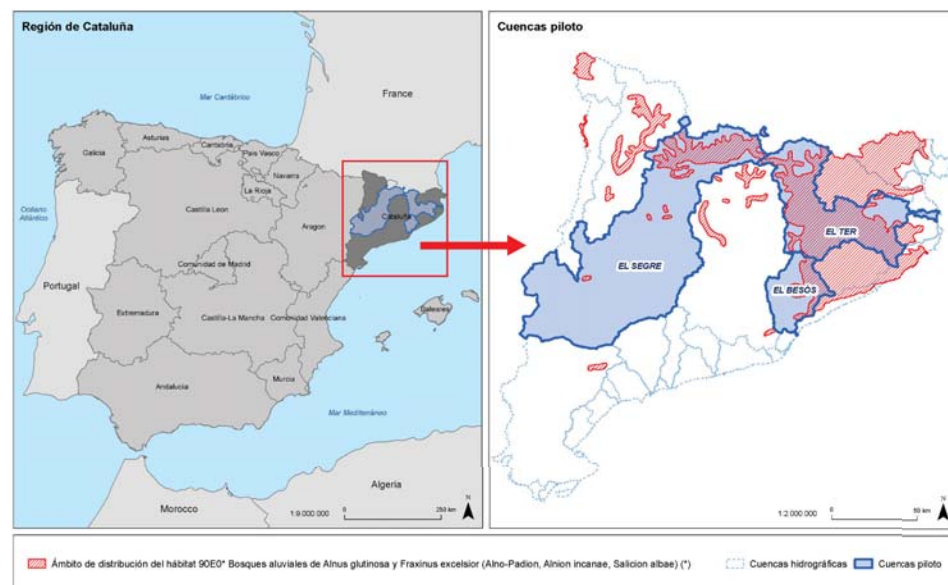 Región de Cataluña
Mar Cantábrico
France
Galicia
Asturias
Cantabria
País Vasco
Navarra
La Rioja
Océano
Atlántico
Castilla Leon
Aragon
Cataluña
Comunidad de Madrid
Portugal
Extremadura
Castilla-La Mancha
Comunidad Valenciana
Baleares
Murcia
Andalucia
Mar Mediterráneo
Algeria
Morocco
1:9 000 000
0
250 km
N
Cuencas piloto
EL TER
EL SEGRE
EL BESÒS
1:2 000 000
0
50 km
N
Ámbito de distribución del hábitat 90E0* Bosques aluviales de Alnus glutinosa y Fraxinus excelsior (Alno-Padion, Alnion incanae, Salicion albae) (*)
Cuencas hidrográficas
Cuencas piloto